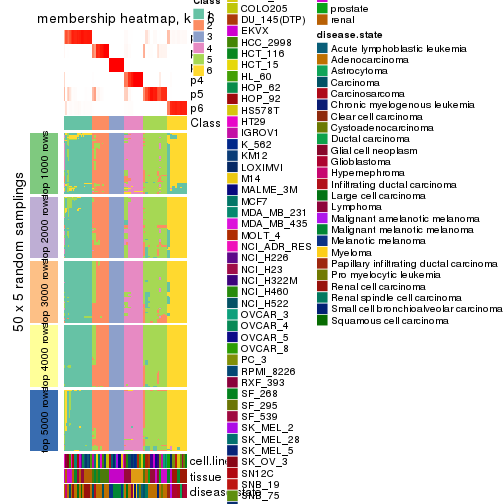 membership heatmap, k = 6
p4
p5
p6
Class
50 x 5 random samplings
top 1000 rows
top 2000 rows
top 3000 rows
top 4000 rows
top 5000 rows
cell.line
tissue
disease.state
Class
1
2
3
4
5
6
COLO205
DU_145(DTP)
EKVX
HCC_2998
HCT_116
HCT_15
HL_60
HOP_62
HOP_92
HS578T
HT29
IGROV1
K_562
KM12
LOXIMVI
M14
MALME_3M
MCF7
MDA_MB_231
MDA_MB_435
MOLT_4
NCI_ADR_RES
NCI_H226
NCI_H23
NCI_H322M
NCI_H460
NCI_H522
OVCAR_3
OVCAR_4
OVCAR_5
OVCAR_8
PC_3
RPMI_8226
RXF_393
SF_268
SF_295
SF_539
SK_MEL_2
SK_MEL_28
SK_MEL_5
SK_OV_3
SN12C
SNB_19
SNB_75
prostate
renal
disease.state
Acute lymphoblastic leukemia
Adenocarcinoma
Astrocytoma
Carcinoma
Carcinosarcoma
Chronic myelogenous leukemia
Clear cell carcinoma
Cystoadenocarcinoma
Ductal carcinoma
Glial cell neoplasm
Glioblastoma
Hypernephroma
Infiltrating ductal carcinoma
Large cell carcinoma
Lymphoma
Malignant amelanotic melanoma
Malignant melanotic melanoma
Melanotic melanoma
Myeloma
Papillary infiltrating ductal carcinoma
Pro myelocytic leukemia
Renal cell carcinoma
Renal spindle cell carcinoma
Small cell bronchioalveolar carcinoma
Squamous cell carcinoma